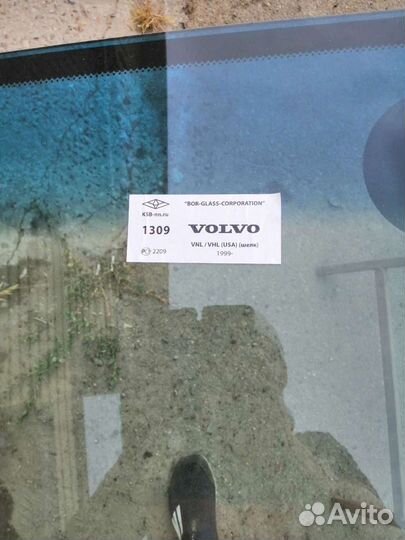 "BOR-GLASS-CORPORATION"
KSB-nn.ru
1309 VOLVO
VNL / VHL (USA) (шелк)
2209
1999-
Avito